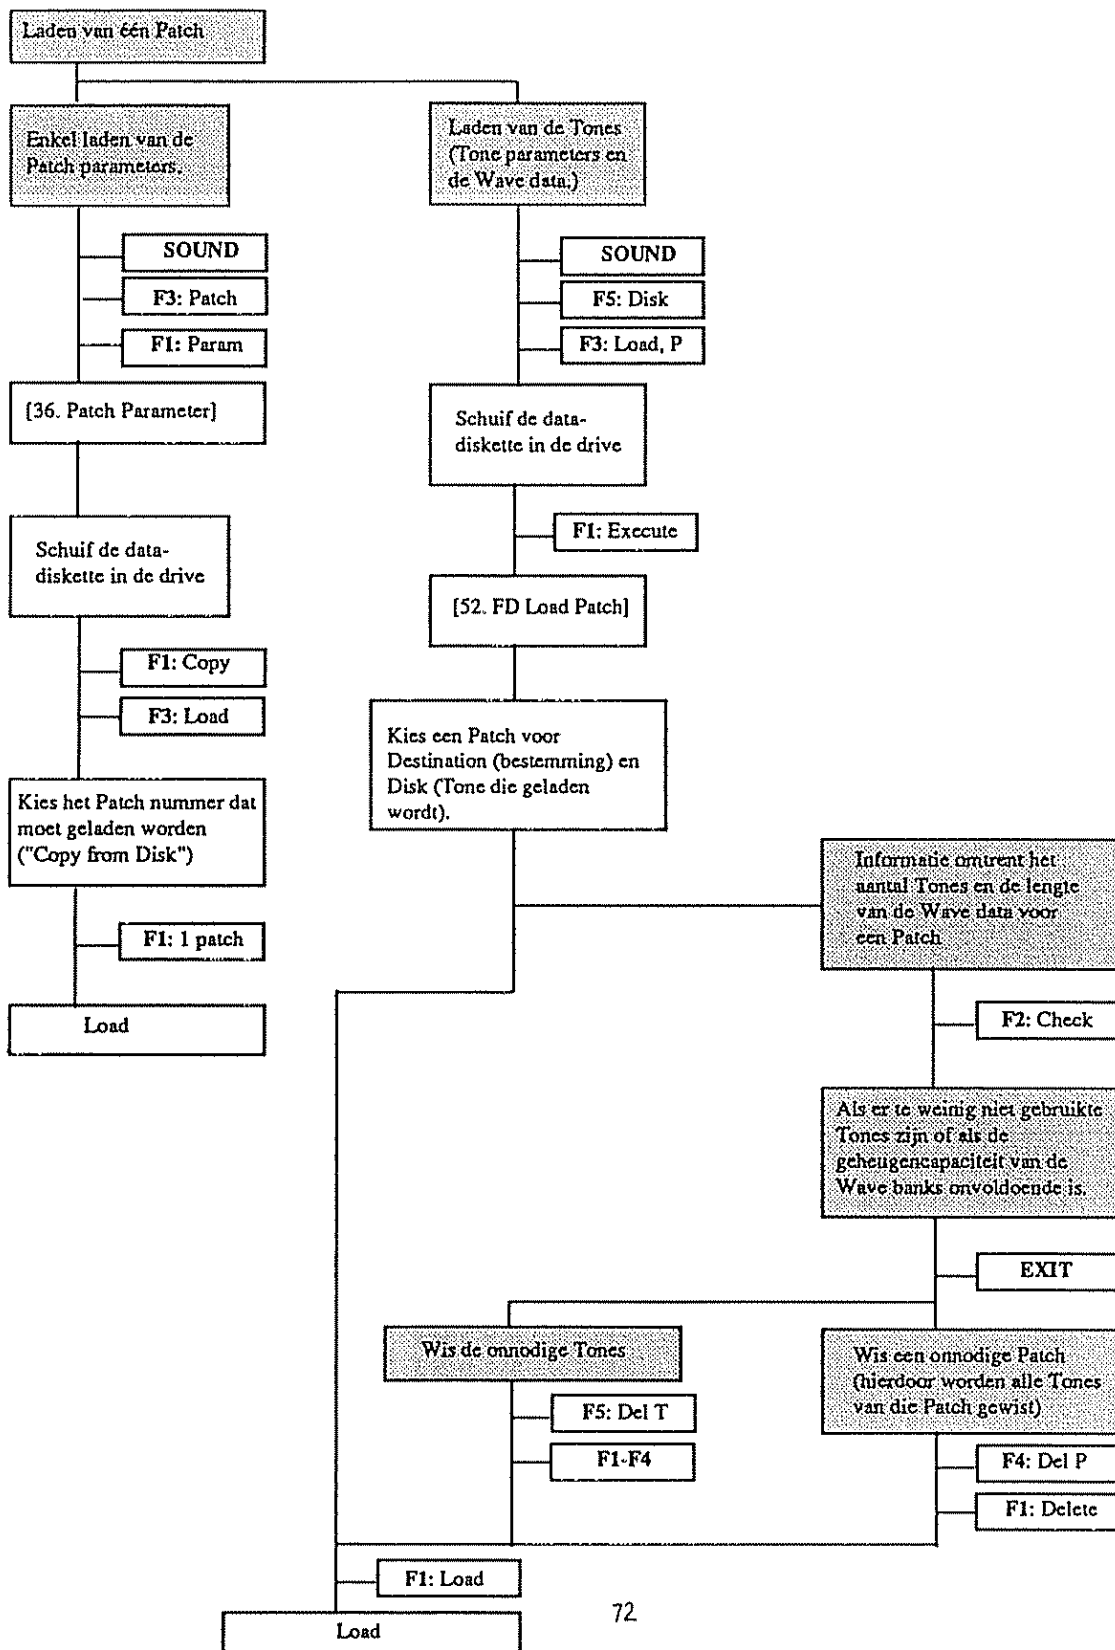 Laden van één Patch
Enkel laden van de
Patch parameters.
SOUND
F3: Patch
F1: Param
[36. Patch Parameter]
Schuif de data-
diskette in de drive
F1: Copy
F3: Load
Kies het Patch nummer dat
moet geladen worden
("Copy from Disk")
F1: 1 patch
Load
Laden van de Tones
(Tone parameters en
de Wave data.)
SOUND
F5: Disk
F3: Load, P
Schuif de data-
diskette in de drive
F1: Execute
[52. FD Load Patch]
Kies een Patch voor
Destination (bestemming) en
Disk (Tone die geladen
wordt).
Informatie omtrent het
aantal Tones en de lengte
van de Wave data voor
een Patch
F2: Check
Als er te weinig niet gebruikte
Tones zijn of als de
geheugencapaciteit van de
Wave banks onvoldoende is.
EXIT
Wis de onnodige Tones
F5: Del T
F1-F4
Wis een onnodige Patch
(hierdoor worden alle Tones
van die Patch gewist)
F4: Del P
F1: Delete
F1: Load
Load
72